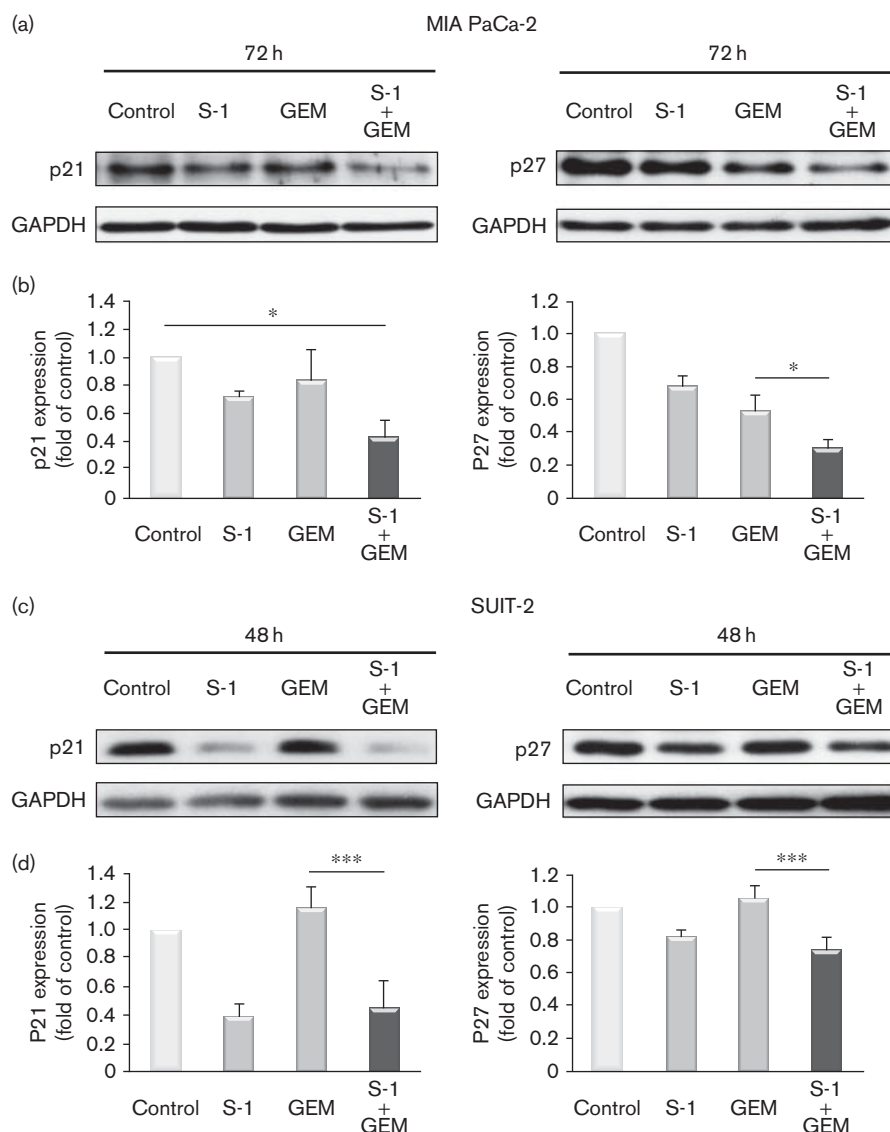 (a)
MIA PaCa-2
72 h
Control S-1 GEM S-1 + GEM
p21
GAPDH
72 h
Control S-1 GEM S-1 + GEM
p27
GAPDH
(b)
p21 expression
(fold of control)
1.4
1.2
1.0
0.8
0.6
0.4
0.2
0
*
Control S-1 GEM S-1 + GEM
P27 expression
(fold of control)
1.2
1.0
0.8
0.6
0.4
0.2
0
*
Control S-1 GEM S-1 + GEM
(c)
SUIT-2
48 h
Control S-1 GEM S-1 + GEM
p21
GAPDH
48 h
Control S-1 GEM S-1 + GEM
p27
GAPDH
(d)
P21 expression
(fold of control)
1.4
1.2
1.0
0.8
0.6
0.4
0.2
0
***
Control S-1 GEM S-1 + GEM
P27 expression
(fold of control)
1.2
1.0
0.8
0.6
0.4
0.2
0
***
Control S-1 GEM S-1 + GEM